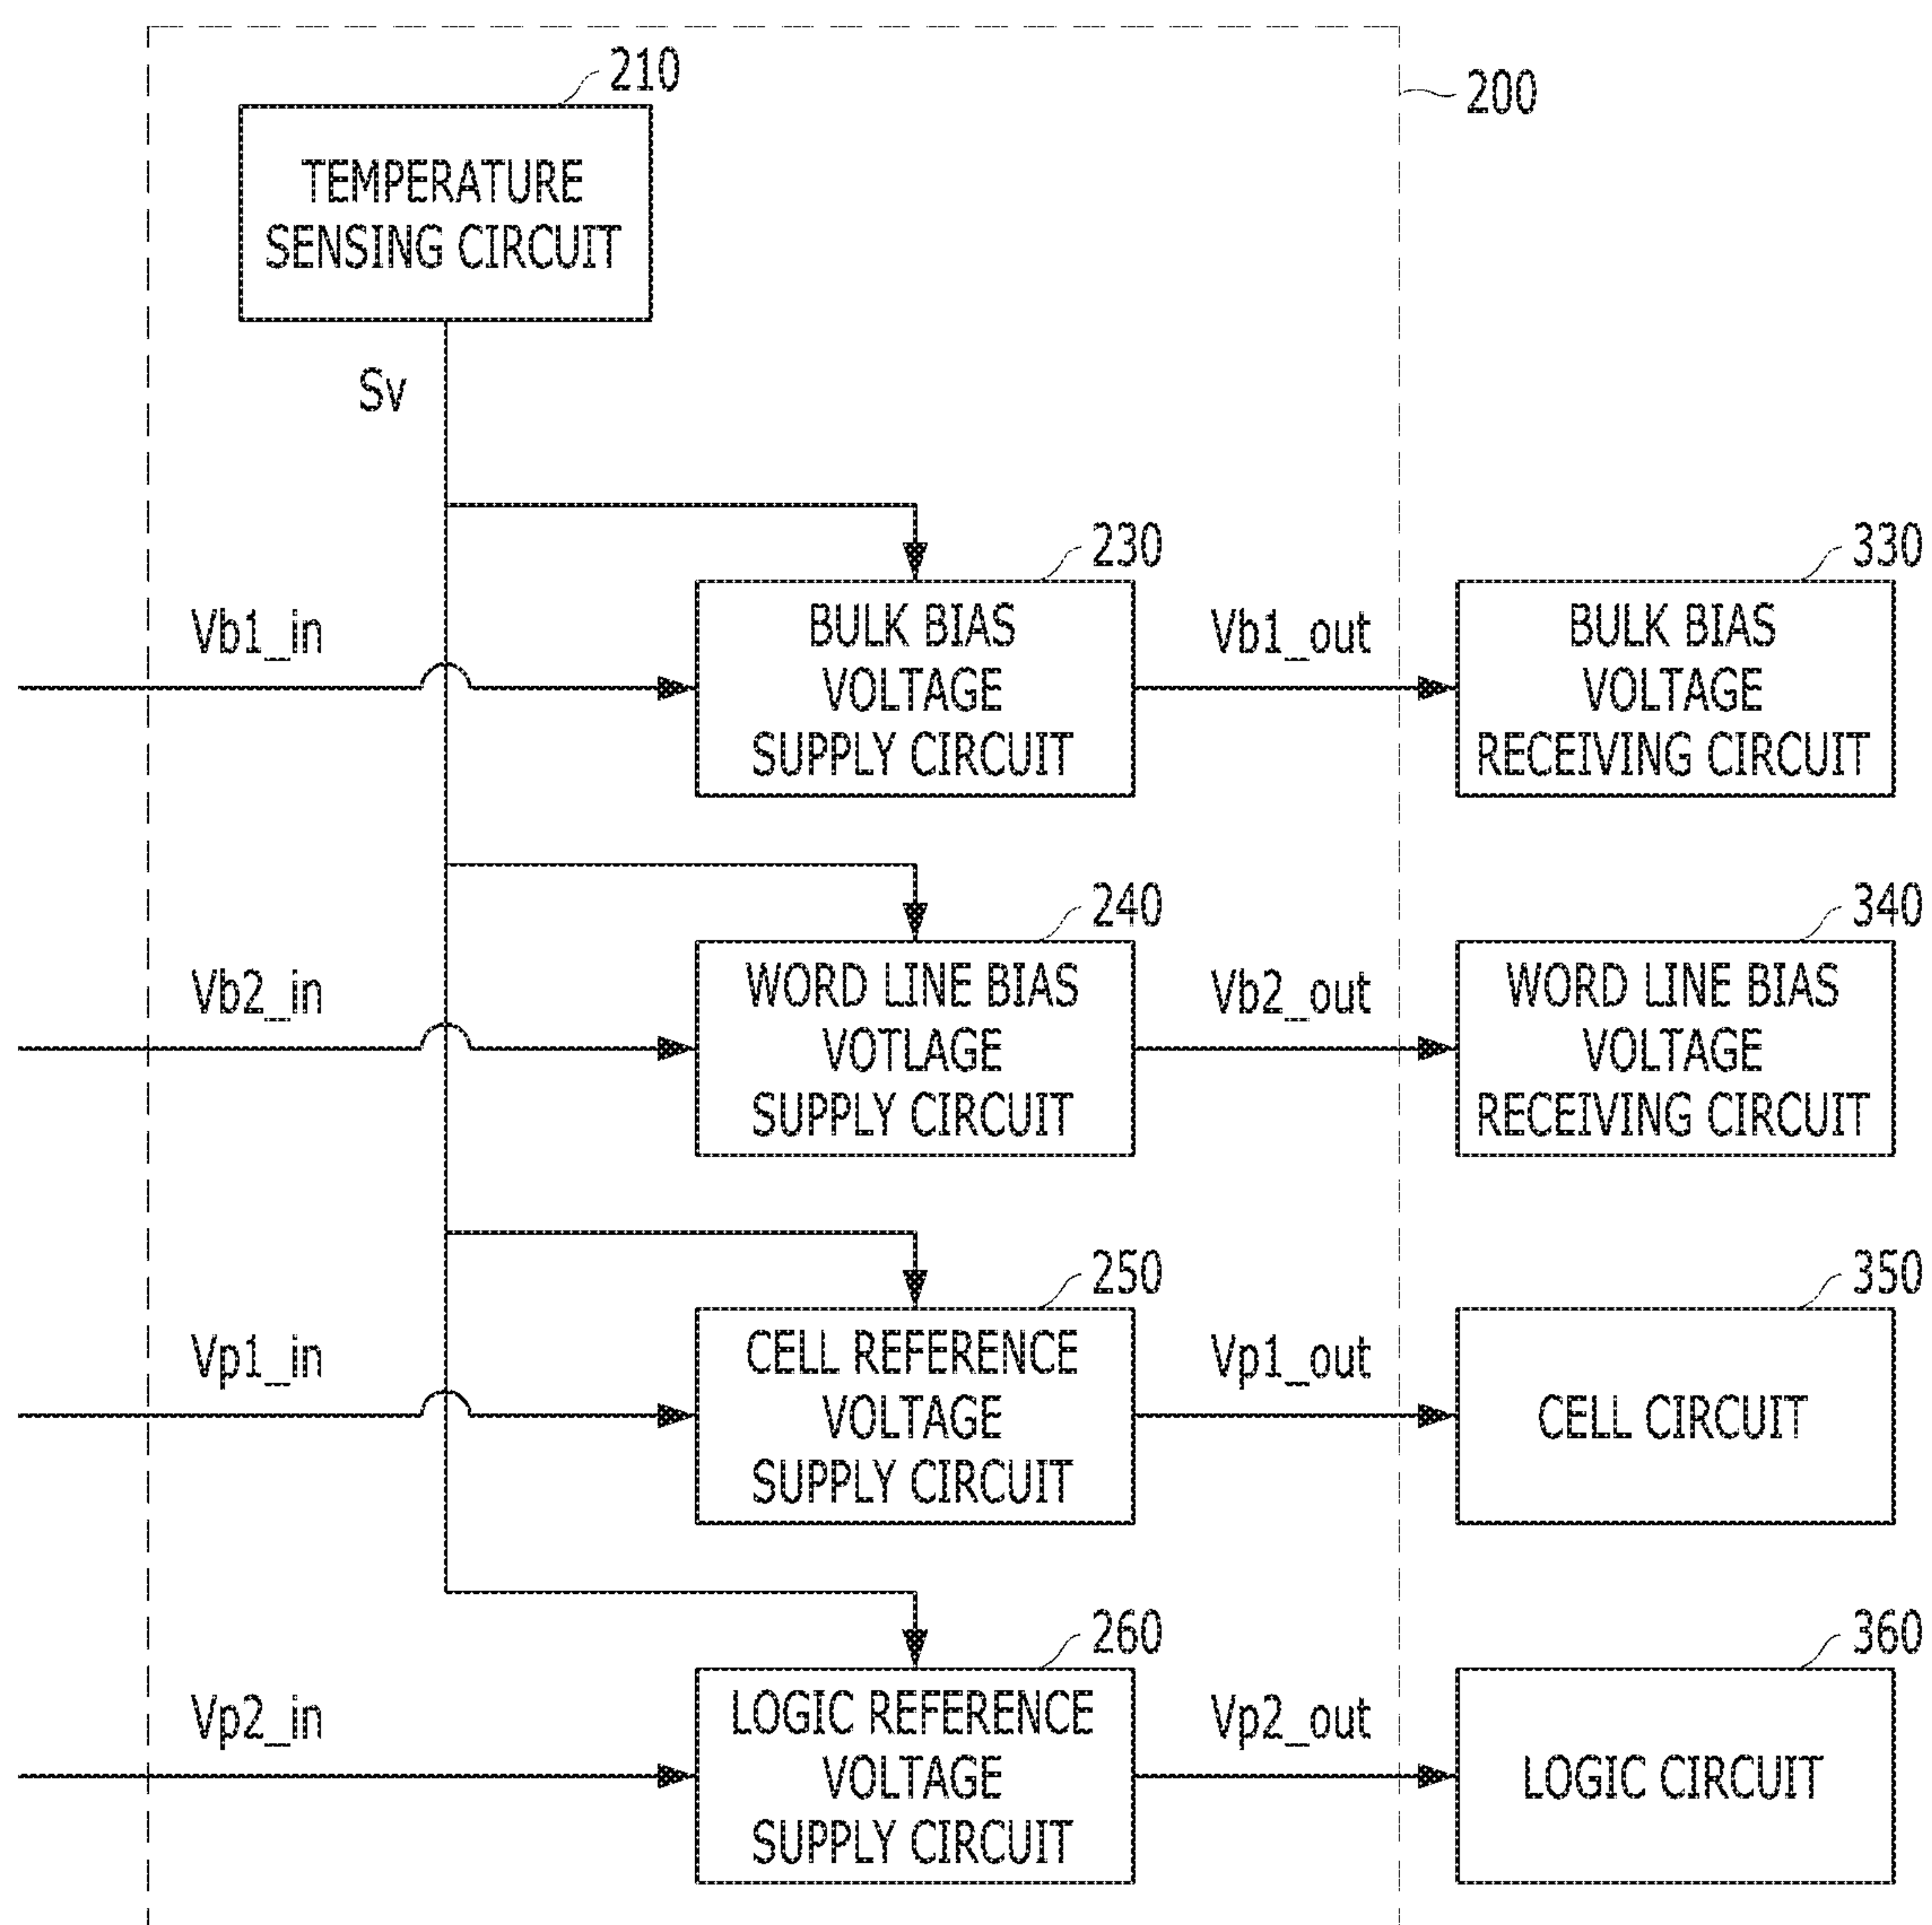 210
200
TEMPERATURE
SENSING CIRCUIT
Sv
230
330
Vb1_in
BULK BIAS
VOLTAGE
SUPPLY CIRCUIT
Vb1_out
BULK BIAS
VOLTAGE
RECEIVING CIRCUIT
240
340
Vb2_in
WORD LINE BIAS
VOTLAGE
SUPPLY CIRCUIT
Vb2_out
WORD LINE BIAS
VOLTAGE
RECEIVING CIRCUIT
250
350
Vp1_in
CELL REFERENCE
VOLTAGE
SUPPLY CIRCUIT
Vp1_out
CELL CIRCUIT
260
360
Vp2_in
LOGIC REFERENCE
VOLTAGE
SUPPLY CIRCUIT
Vp2_out
LOGIC CIRCUIT